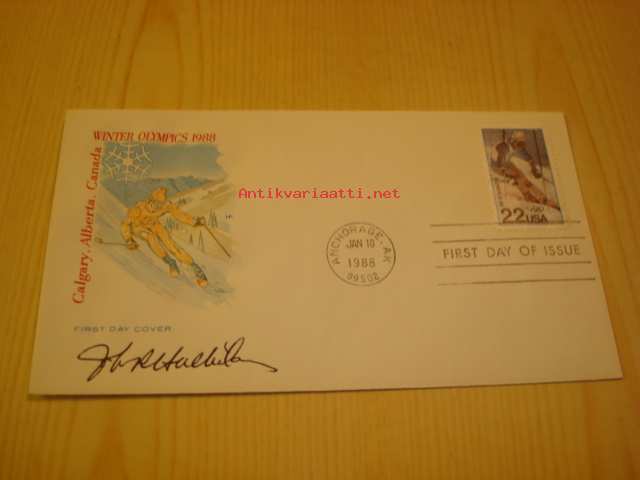 WINTER OLYMPICS 1988
Calgary, Alberta, Canada
Antikvariaatti.net
22 USA
ANCHORAGE, AK
JAN 10
1988
99502
FIRST DAY OF ISSUE
FIRST DAY COVER